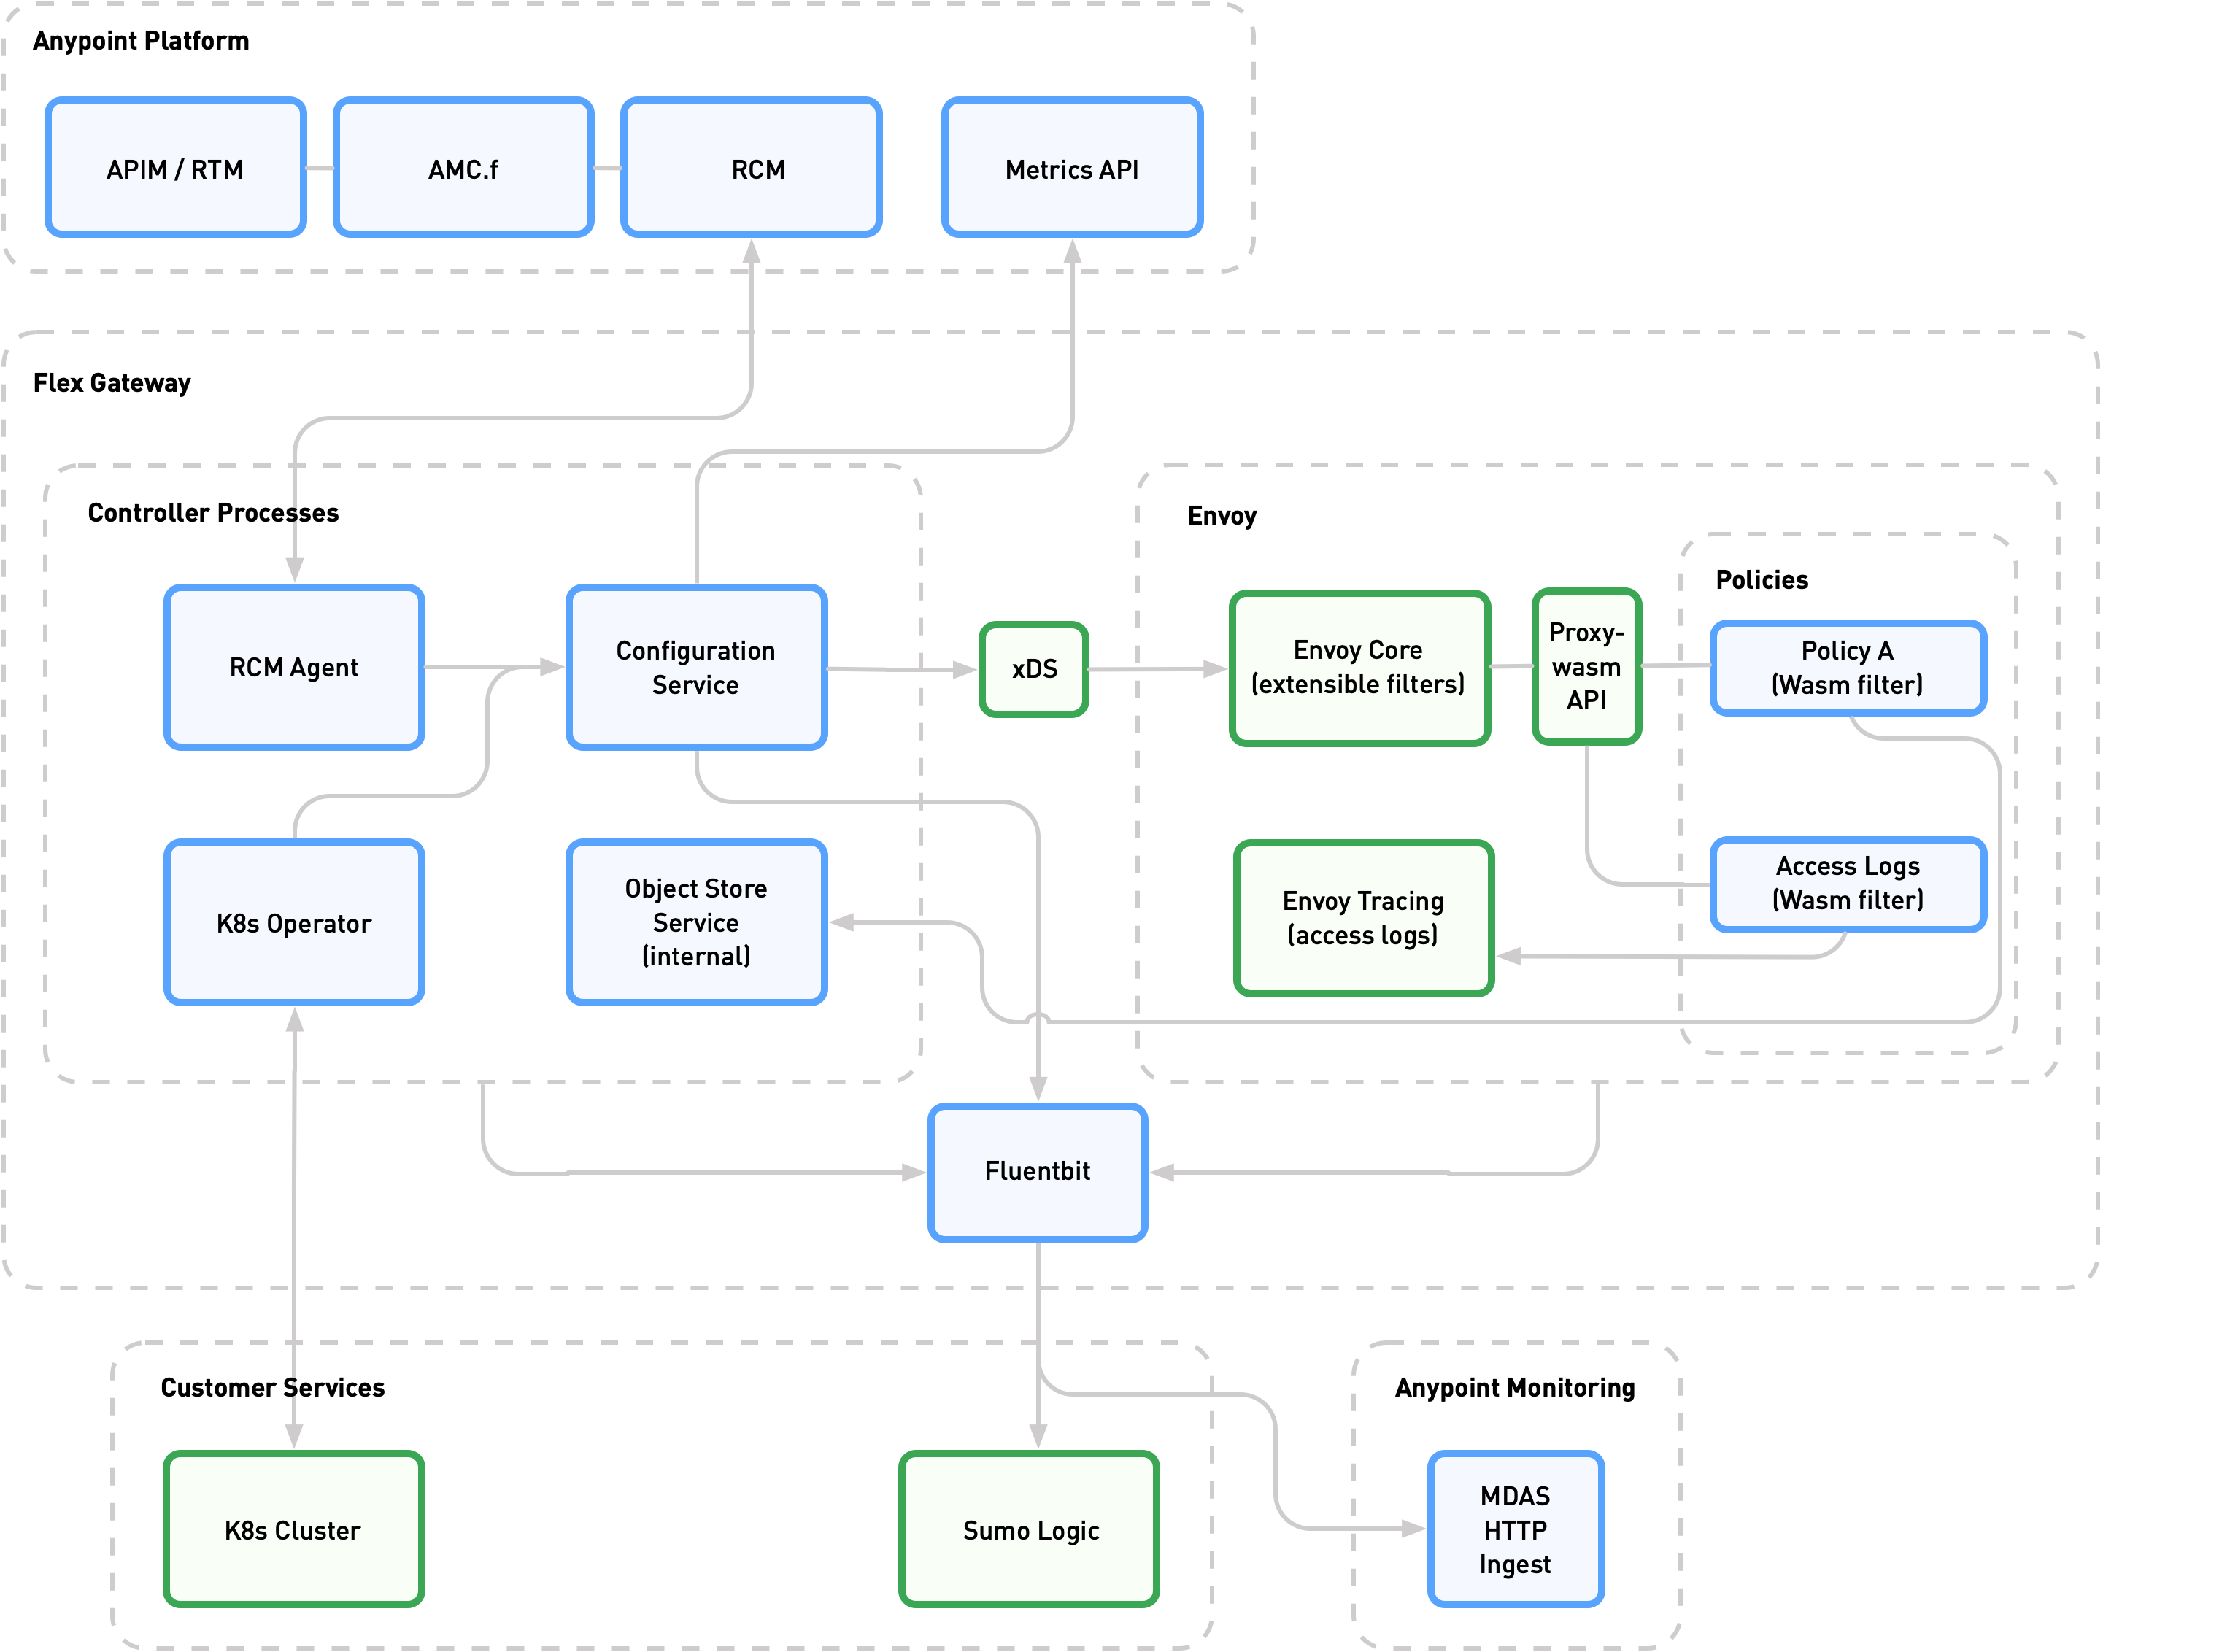 Anypoint Platform
APIM / RTM
AMC.f
RCM
Metrics API
Flex Gateway
Controller Processes
Envoy
Policies
RCM Agent
Configuration
Service
xDS
Envoy Core
(extensible filters)
Proxy-
wasm
API
Policy A
(Wasm filter)
K8s Operator
Object Store
Service
(internal)
Envoy Tracing
(access logs)
Access Logs
(Wasm filter)
Fluentbit
Customer Services
Anypoint Monitoring
K8s Cluster
Sumo Logic
MDAS
HTTP
Ingest